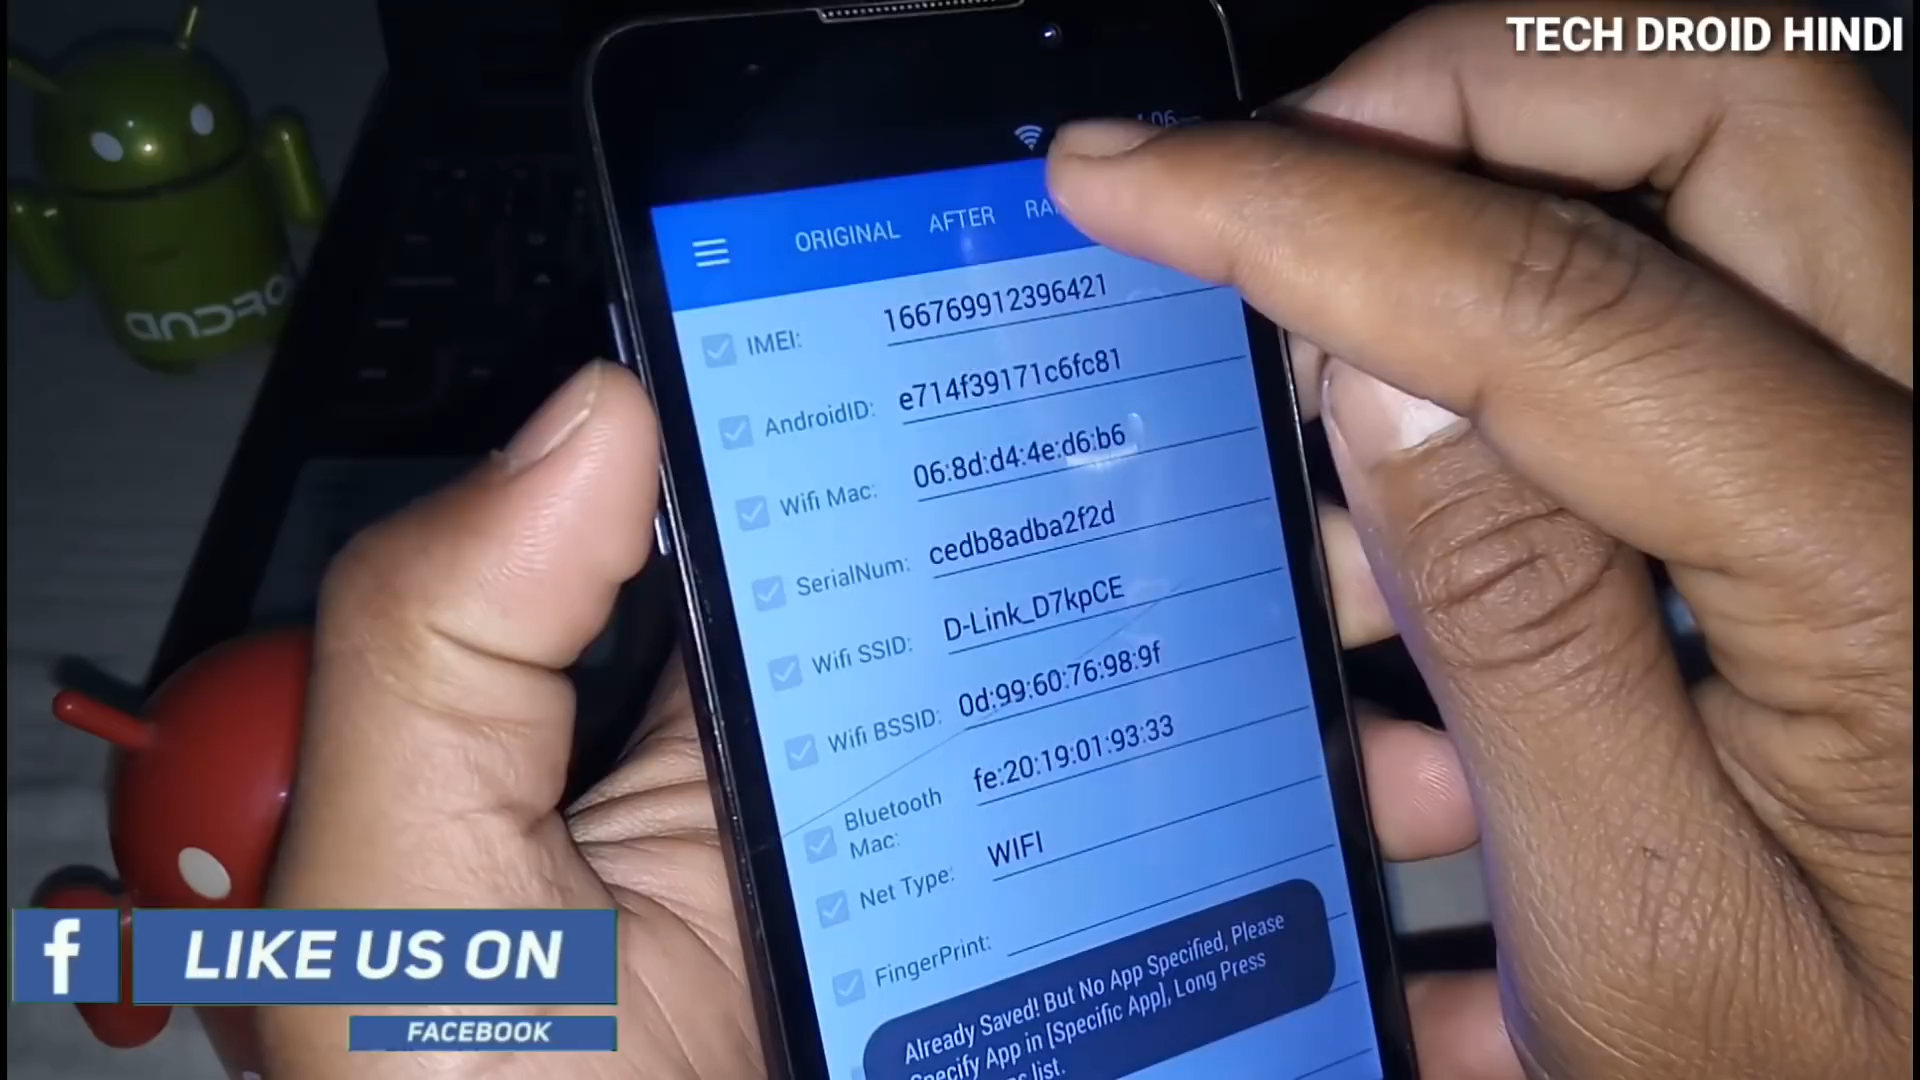 TECH DROID HINDI
ORIGINAL AFTER
IMEI: 166769912396421
AndroidID: e714f39171c6fc81
Wifi Mac: 06:8d:d4:4e:d6:b6
SerialNum: cedb8adba2f2d
Wifi SSID: D-Link_D7kpCE
Wifi BSSID: 0d:99:60:76:98:9f
Bluetooth
Mac: fe:20:19:01:93:33
Net Type: WIFI
FingerPrint:
Already Saved! But No App Specified, Please
Specify App in [Specific App], Long Press
list.
f LIKE US ON
FACEBOOK